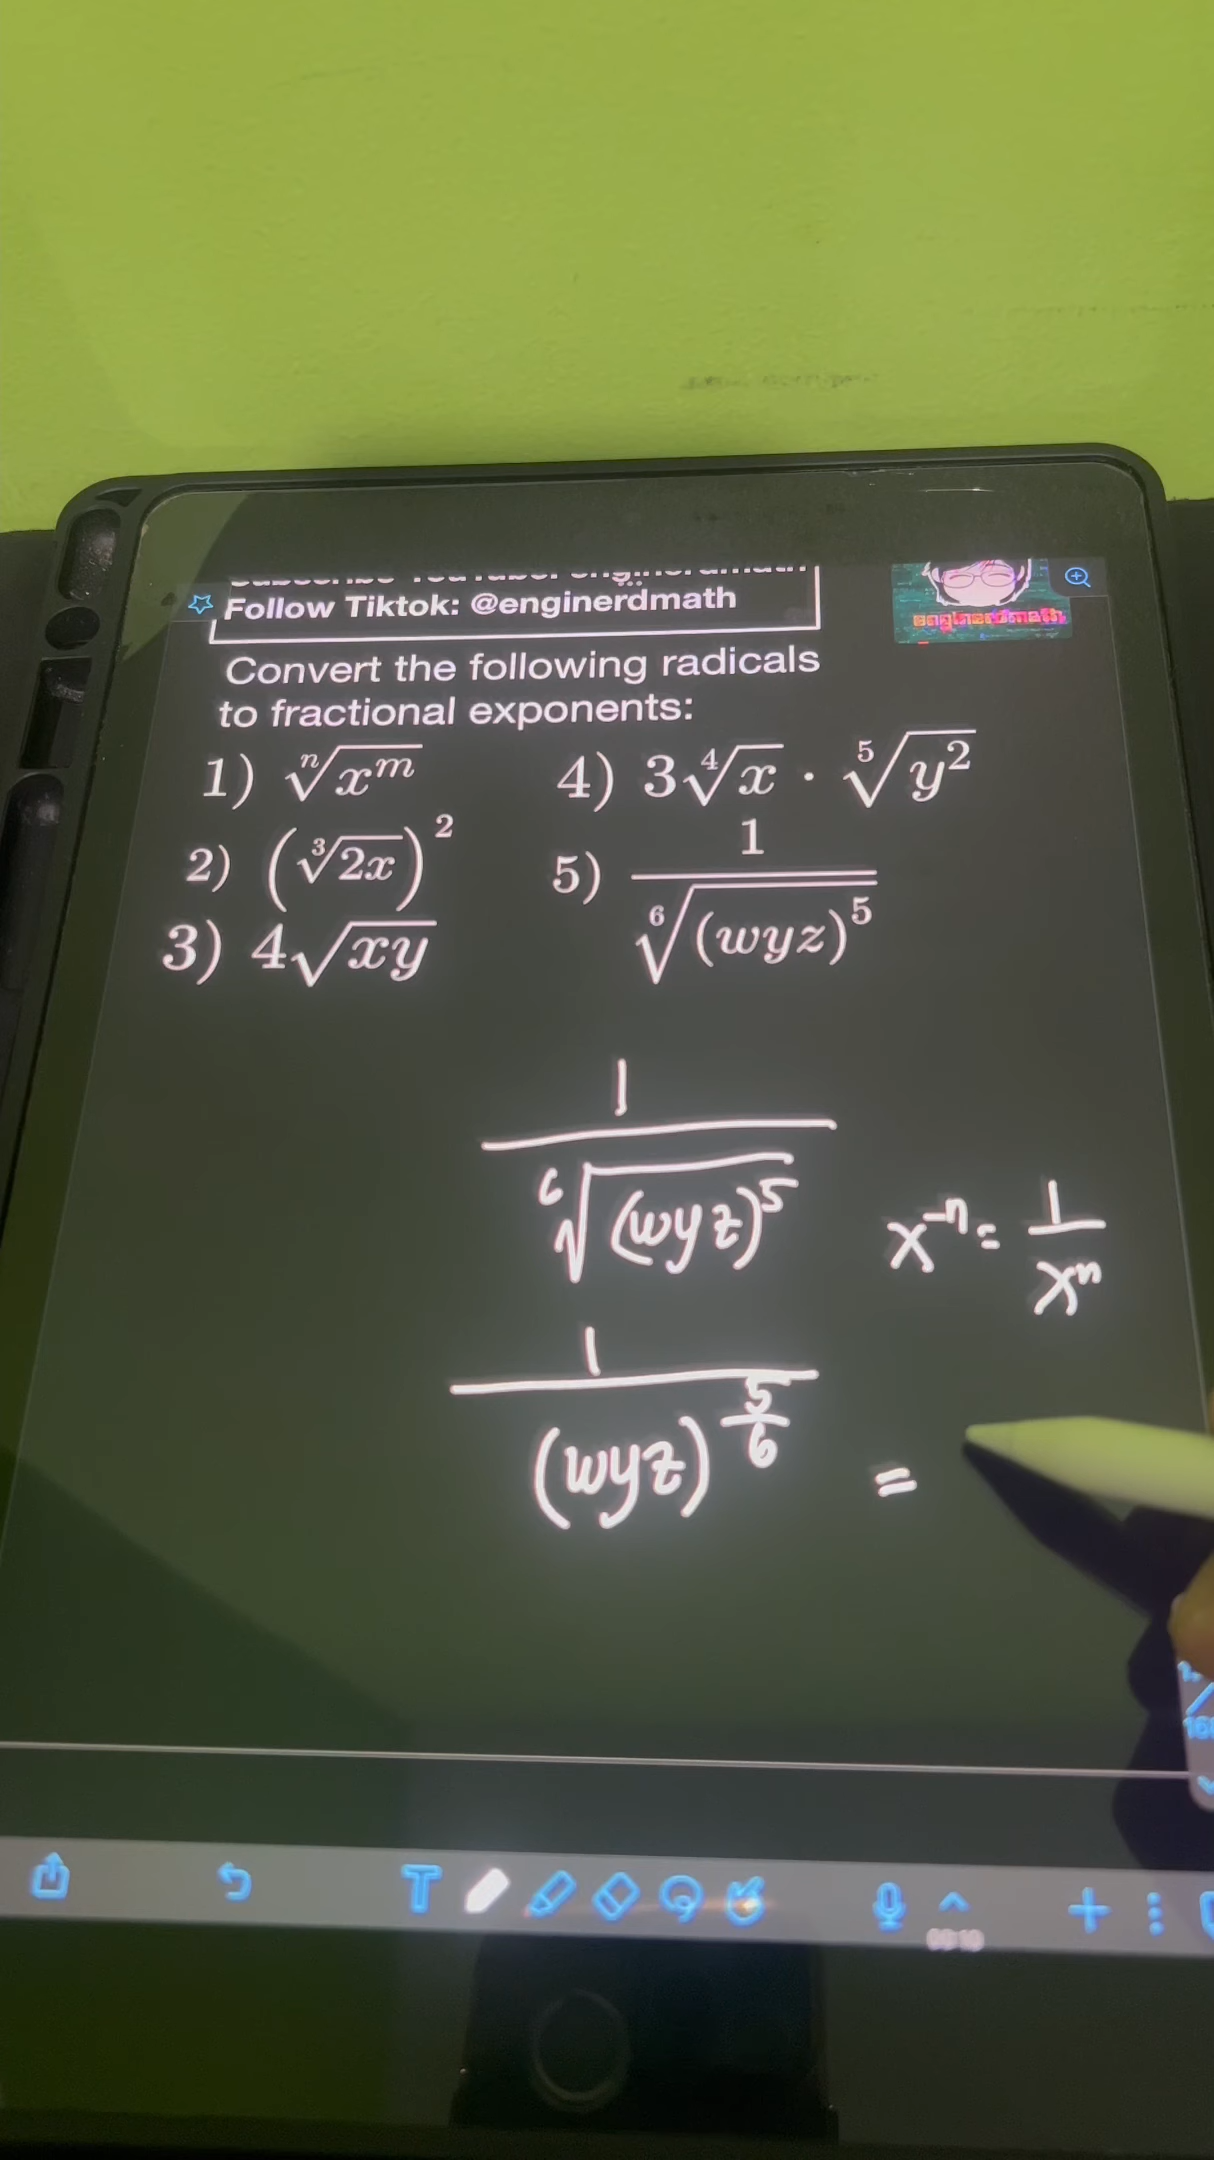 Follow Tiktok: @enginerdmath
enginerdmath
Convert the following radicals
to fractional exponents:
1) ⁿ√(x^m)
2) (³√(2x))²
3) 4√(xy)
4) 3⁴√x · ⁵√(y²)
5) 1 / ⁶√((wyz)⁵)
1 / ⁶√((wyz)⁵)
x⁻ⁿ = 1 / xⁿ
1 / (wyz)^(5/6) =
T